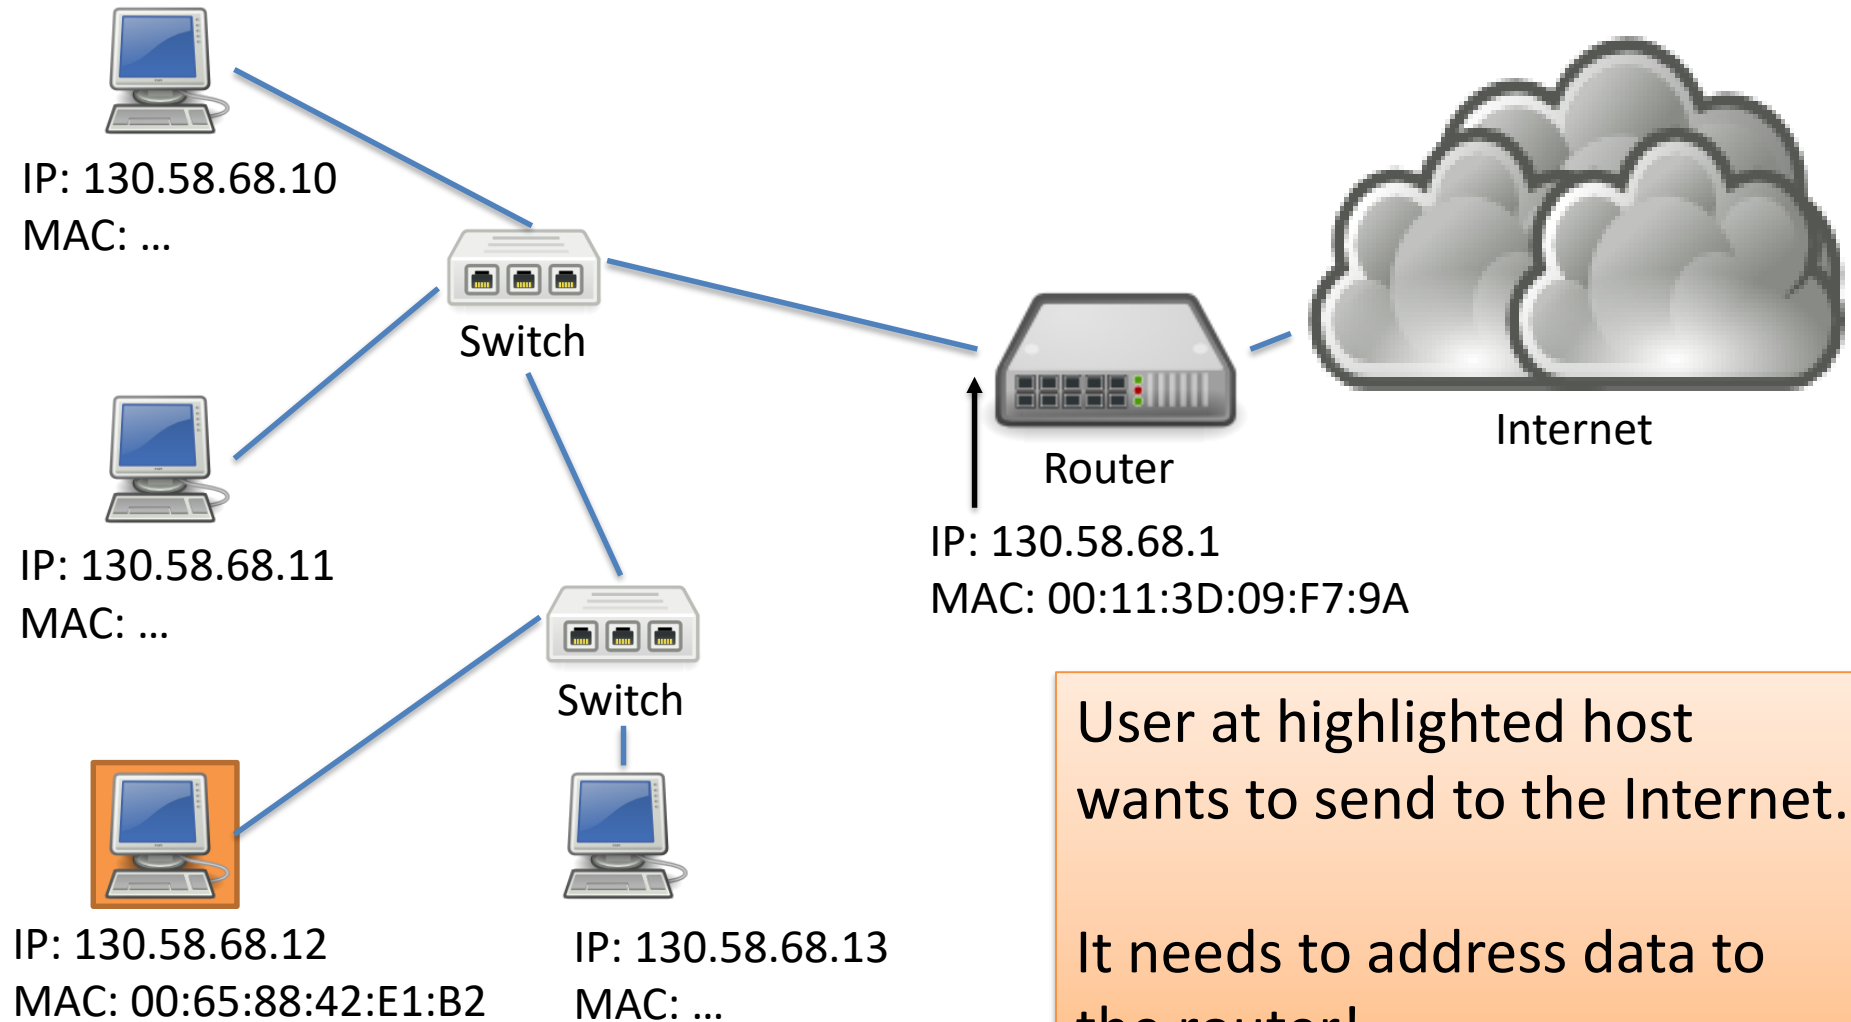 IP: 130.58.68.10
MAC: ...
Switch
Internet
Router
IP: 130.58.68.1
MAC: 00:11:3D:09:F7:9A
IP: 130.58.68.11
MAC: ...
Switch
User at highlighted host
wants to send to the Internet.
It needs to address data to
the router!
IP: 130.58.68.12
MAC: 00:65:88:42:E1:B2
IP: 130.58.68.13
MAC: ...